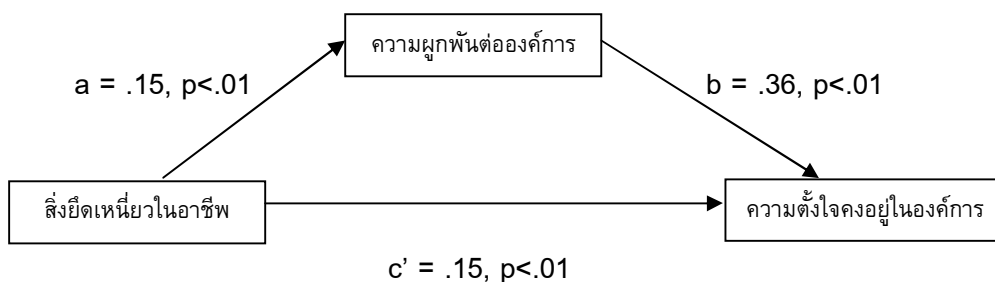 ความผูกพันต่อองค์การ
a = .15, p<.01
b = .36, p<.01
สิ่งยึดเหนี่ยวในอาชีพ
ความตั้งใจคงอยู่ในองค์การ
c’ = .15, p<.01